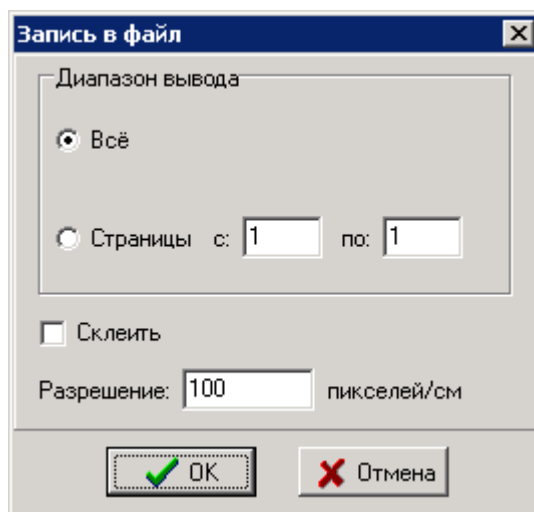 Запись в файл
Диапазон вывода
Всё
Страницы с: 1 по: 1
Склеить
Разрешение: 100 пикселей/см
OK Отмена